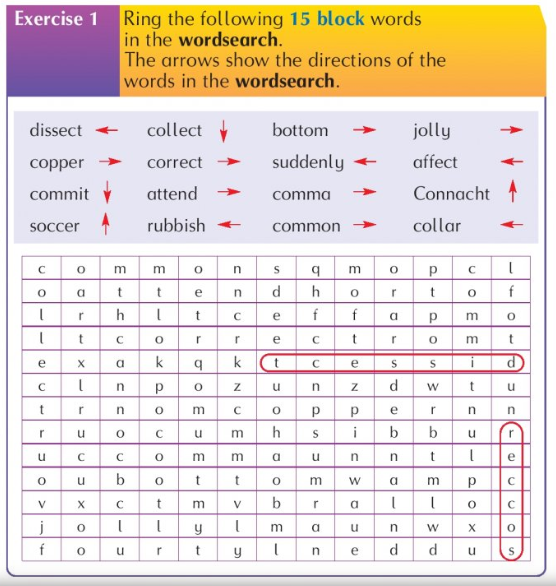 Exercise 1
Ring the following 15 block words
in the wordsearch.
The arrows show the directions of the
words in the wordsearch.
dissect ← collect ↓ bottom → jolly →
copper → correct → suddenly ← affect ←
commit ↓ attend → comma → Connacht ↑
soccer ↑ rubbish ← common → collar ←
c o m m o n s q m o p c l
o a t t e n d h o r t o f
l r h l t c e f f a p m o
l t c o r r e c t r o m t
e x a k q k t c e s s i d
c l n p o z u n z d w t u
t r n o m c o p p e r n n
r u o c u m h s i b b u r
u c c o m m a u n n t l e
o u b o t t o m w a m p c
v x c t m v b r a l l o c
j o l l y l m a u n w x o
f o u r t y l n e d d u s